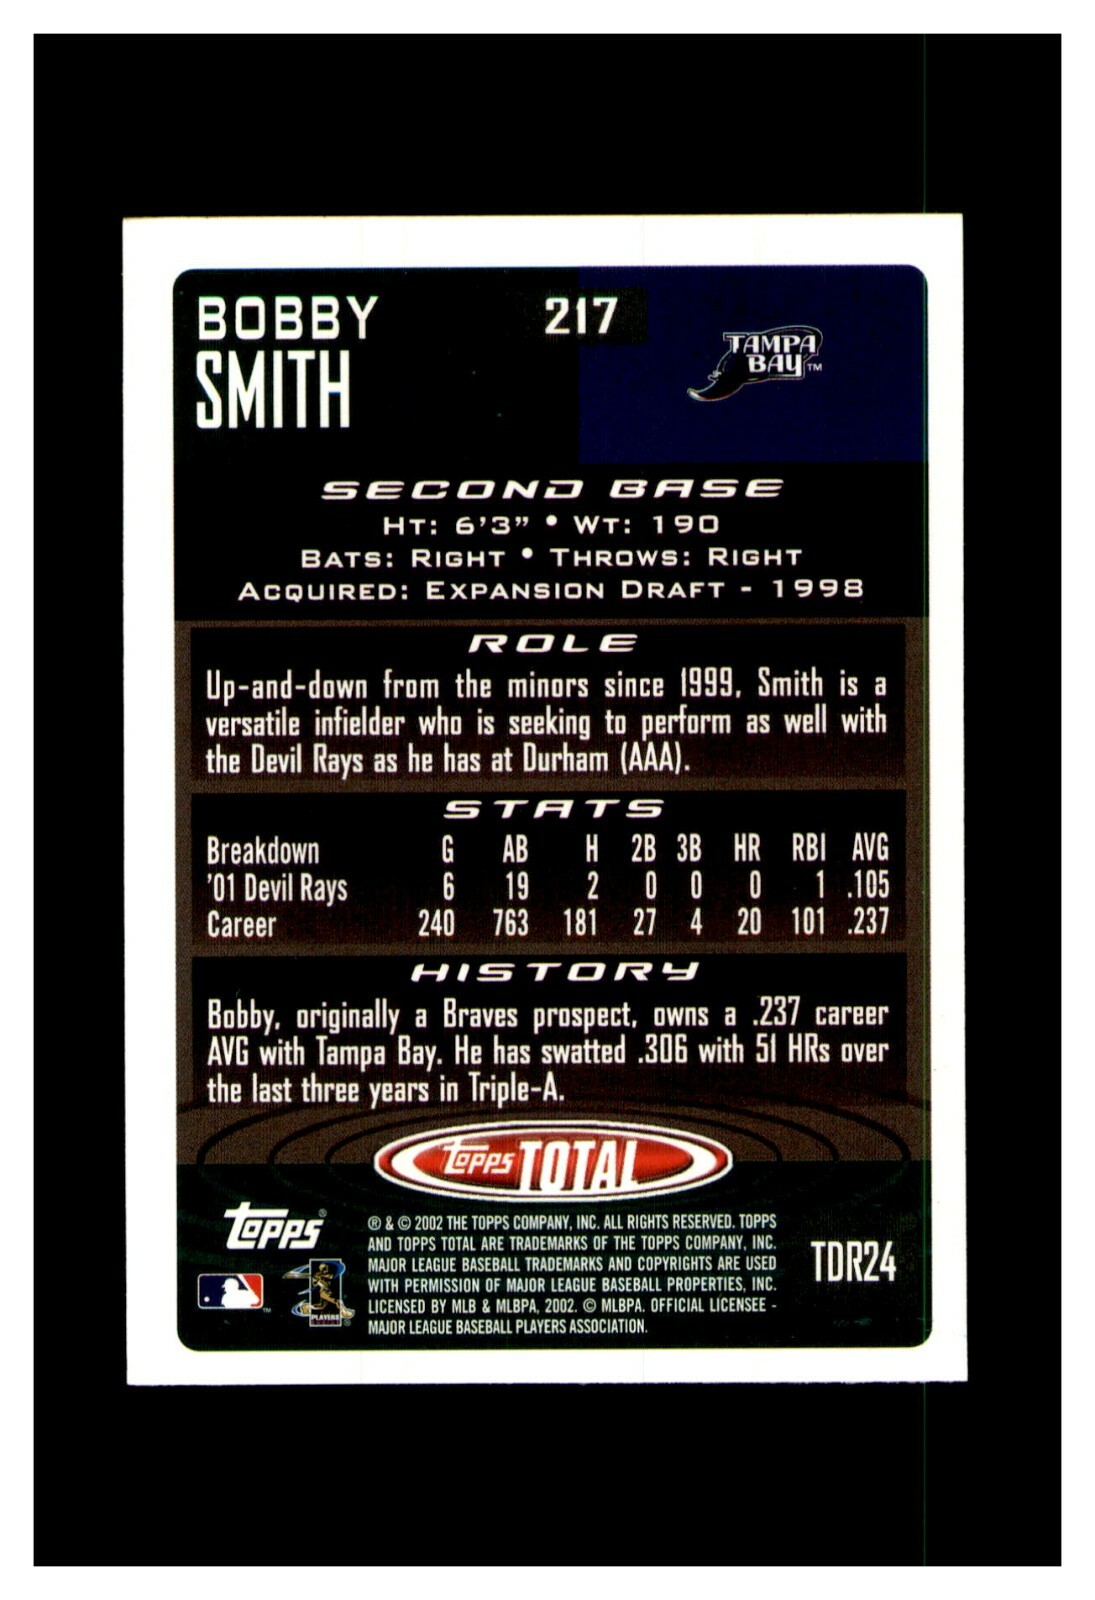 BOBBY
SMITH
217
TAMPA
BAY™
SECOND BASE
HT: 6'3" • WT: 190
BATS: RIGHT • THROWS: RIGHT
ACQUIRED: EXPANSION DRAFT - 1998
ROLE
Up-and-down from the minors since 1999, Smith is a
versatile infielder who is seeking to perform as well with
the Devil Rays as he has at Durham (AAA).
STATS
Breakdown G AB H 2B 3B HR RBI AVG
'01 Devil Rays 6 19 2 0 0 0 1 .105
Career 240 763 181 27 4 20 101 .237
HISTORY
Bobby, originally a Braves prospect, owns a .237 career
AVG with Tampa Bay. He has swatted .306 with 51 HRs over
the last three years in Triple-A.
topps TOTAL
topps®
® & © 2002 THE TOPPS COMPANY, INC. ALL RIGHTS RESERVED. TOPPS
AND TOPPS TOTAL ARE TRADEMARKS OF THE TOPPS COMPANY, INC.
MAJOR LEAGUE BASEBALL TRADEMARKS AND COPYRIGHTS ARE USED
WITH PERMISSION OF MAJOR LEAGUE BASEBALL PROPERTIES, INC.
LICENSED BY MLB & MLBPA, 2002. © MLBPA. OFFICIAL LICENSEE -
MAJOR LEAGUE BASEBALL PLAYERS ASSOCIATION.
TDR24
™
PLAYERS
®